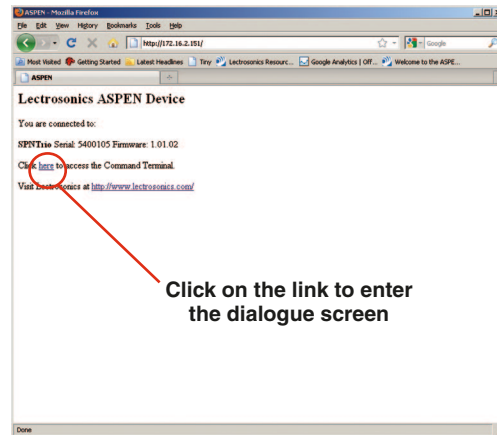 ASPEN - Mozilla Firefox
File Edit View History Bookmarks Tools Help
http://172.16.2.151/
Google
Most Visited Getting Started Latest Headlines Tiny Lectrosonics Resourc... Google Analytics | Off... Welcome to the ASPE...
ASPEN
Lectrosonics ASPEN Device
You are connected to:
SPNTrio Serial: 5400105 Firmware: 1.01.02
Click here to access the Command Terminal.
Visit Lectrosonics at http://www.lectrosonics.com/
Click on the link to enter
the dialogue screen
Done